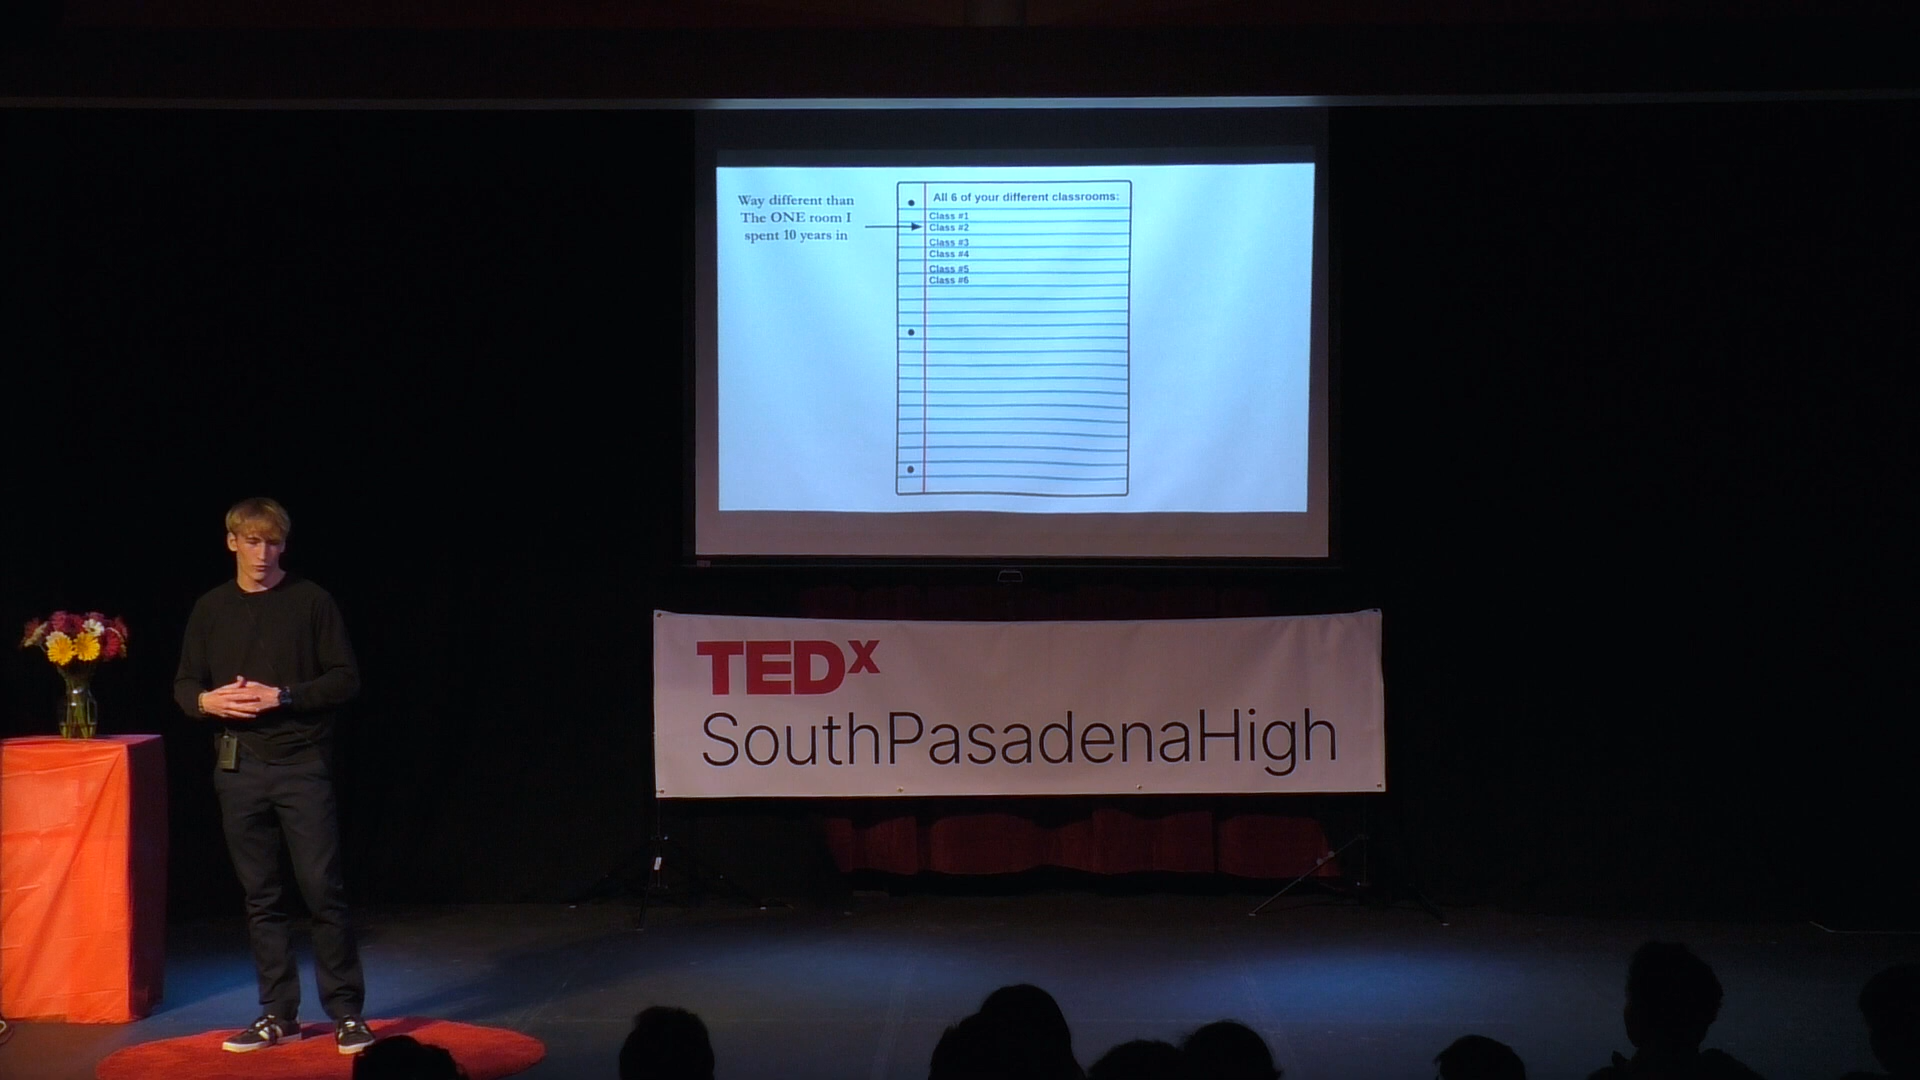 Way different than
The ONE room I
spent 10 years in
All 6 of your different classrooms:
Class #1
Class #2
Class #3
Class #4
Class #5
Class #6
TEDx
SouthPasadenaHigh